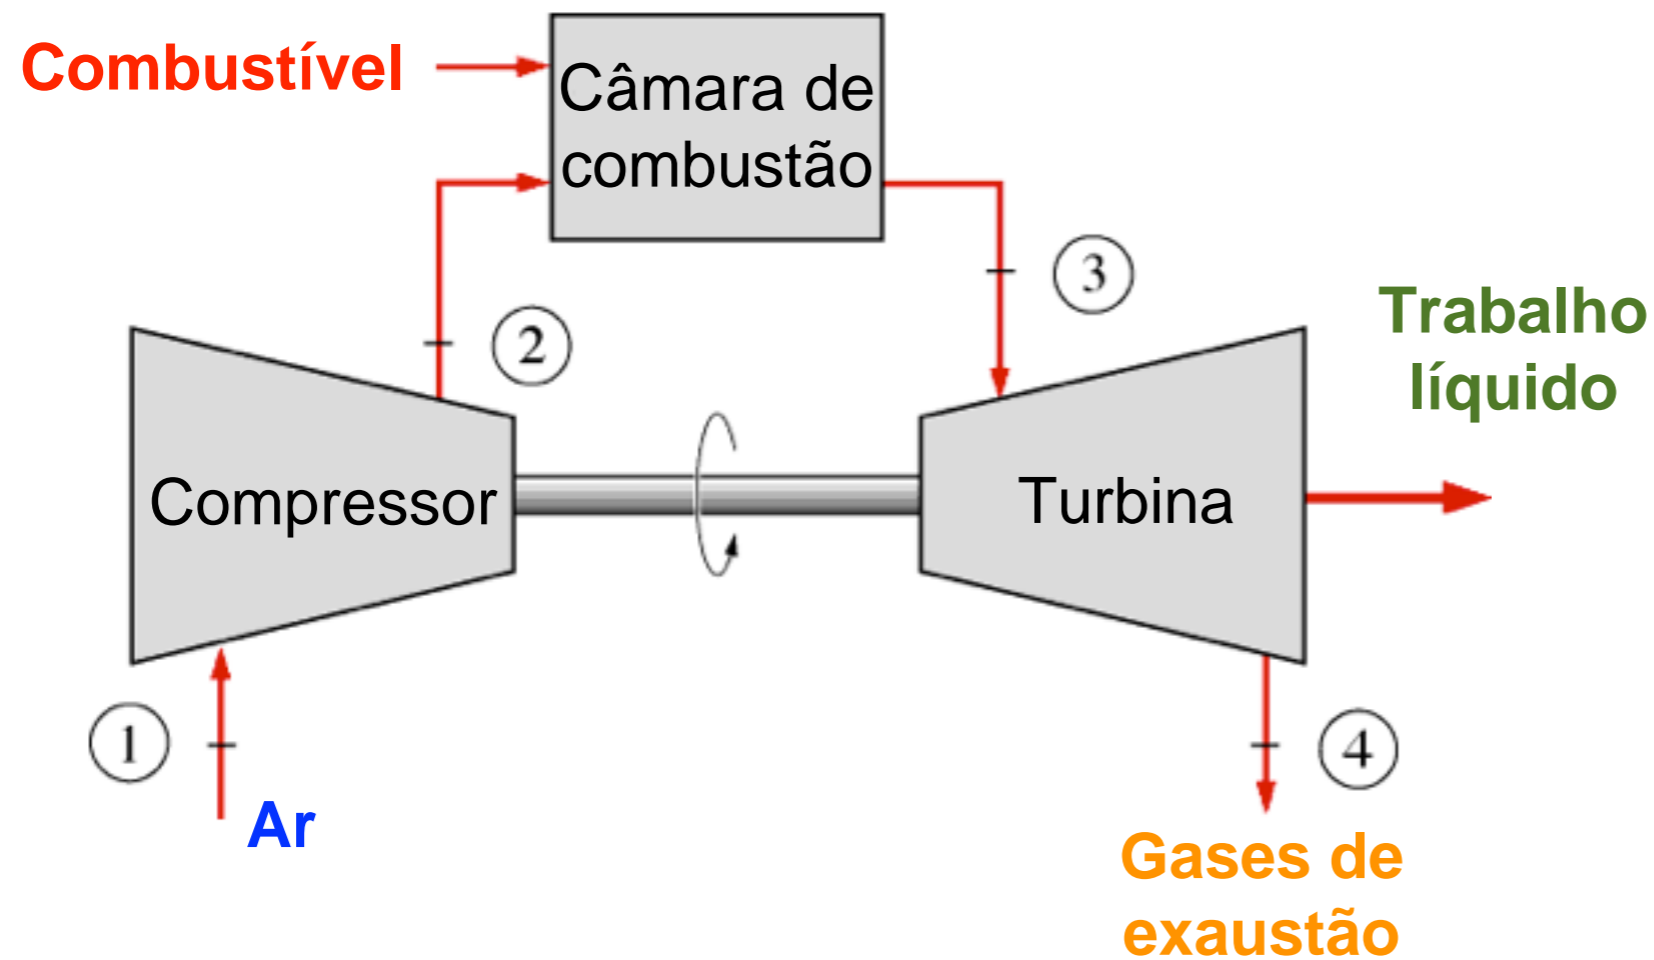 Combustível
Câmara de
combustão
3
2
Trabalho
líquido
Compressor
Turbina
1
4
Ar
Gases de
exaustão